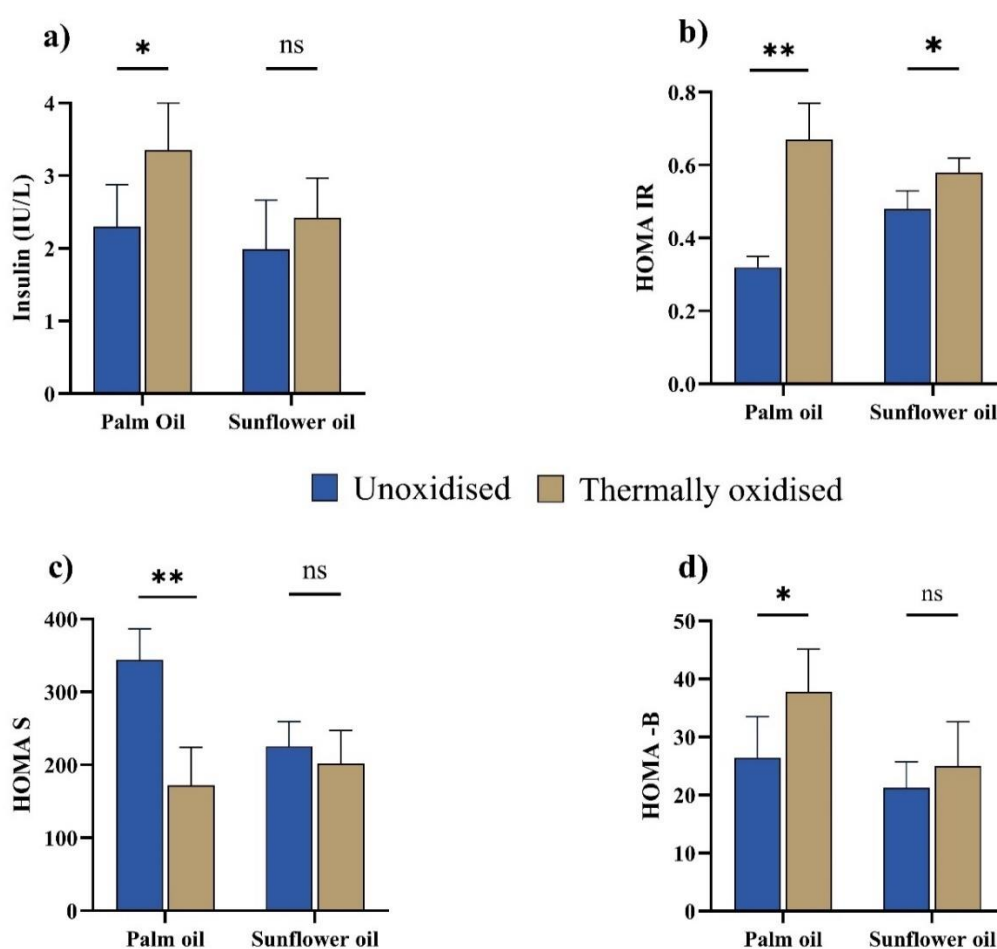 a)
*
ns
Insulin (IU/L)
4
3
2
1
0
Palm Oil
Sunflower oil
b)
**
*
HOMA IR
0.8
0.6
0.4
0.2
0.0
Palm oil
Sunflower oil
Unoxidised
Thermally oxidised
c)
**
ns
HOMA S
400
300
200
100
0
Palm oil
Sunflower oil
d)
*
ns
HOMA -B
50
40
30
20
10
0
Palm oil
Sunflower oil